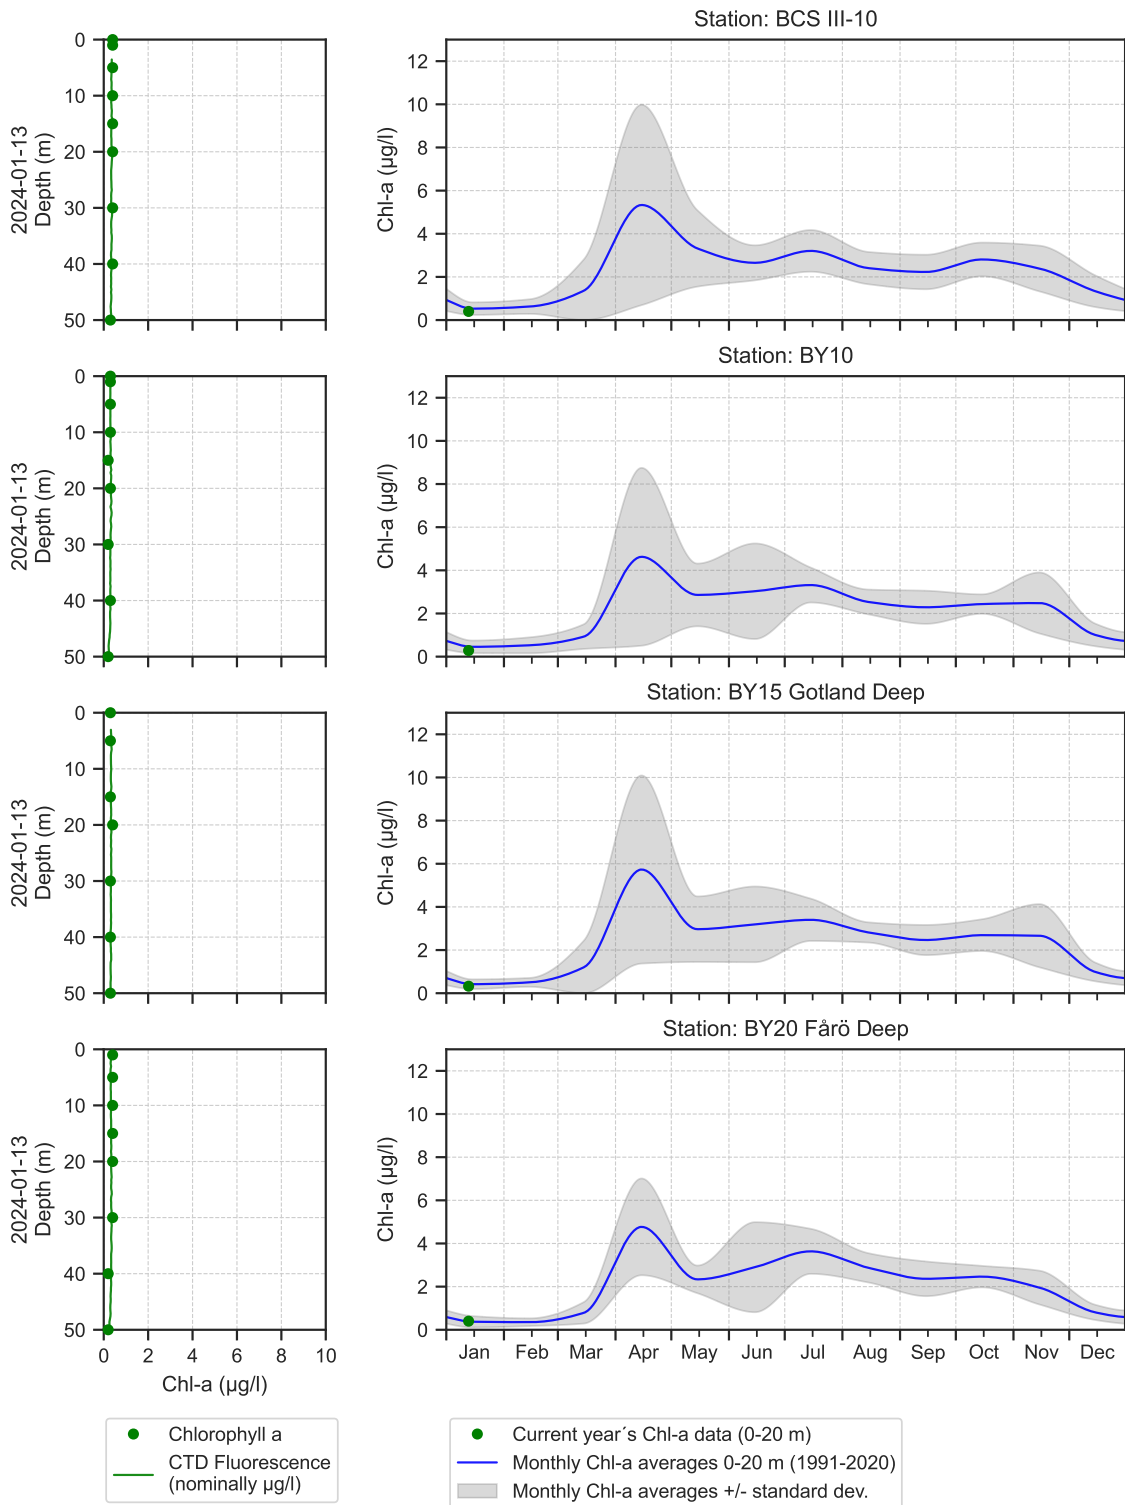 Station: BCS III-10
0
10
20
30
40
50
2024-01-13
Depth (m)
12
10
8
6
4
2
0
Chl-a (µg/l)
Station: BY10
0
10
20
30
40
50
2024-01-13
Depth (m)
12
10
8
6
4
2
0
Chl-a (µg/l)
Station: BY15 Gotland Deep
0
10
20
30
40
50
2024-01-13
Depth (m)
12
10
8
6
4
2
0
Chl-a (µg/l)
Station: BY20 Fårö Deep
0
10
20
30
40
50
2024-01-13
Depth (m)
0 2 4 6 8 10
Chl-a (µg/l)
12
10
8
6
4
2
0
Chl-a (µg/l)
Jan Feb Mar Apr May Jun Jul Aug Sep Oct Nov Dec
Chlorophyll a
CTD Fluorescence
(nominally µg/l)
Current year´s Chl-a data (0-20 m)
Monthly Chl-a averages 0-20 m (1991-2020)
Monthly Chl-a averages +/- standard dev.